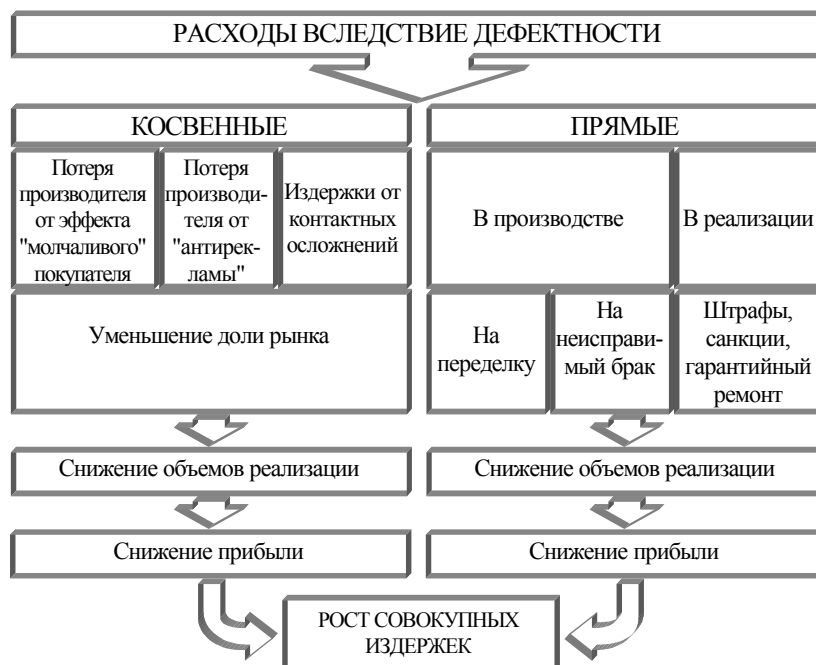 РАСХОДЫ ВСЛЕДСТВИЕ ДЕФЕКТНОСТИ
КОСВЕННЫЕ
ПРЯМЫЕ
Потеря
производителя
от эффекта
"молчаливого"
покупателя
Потеря
производи-
теля от
"антирек-
ламы"
Издержки от
контактных
осложнений
В производстве
В реализации
Уменьшение доли рынка
На
переделку
На
неисправи-
мый брак
Штрафы,
санкции,
гарантийный
ремонт
Снижение объемов реализации
Снижение объемов реализации
Снижение прибыли
Снижение прибыли
РОСТ СОВОКУПНЫХ
ИЗДЕРЖЕК